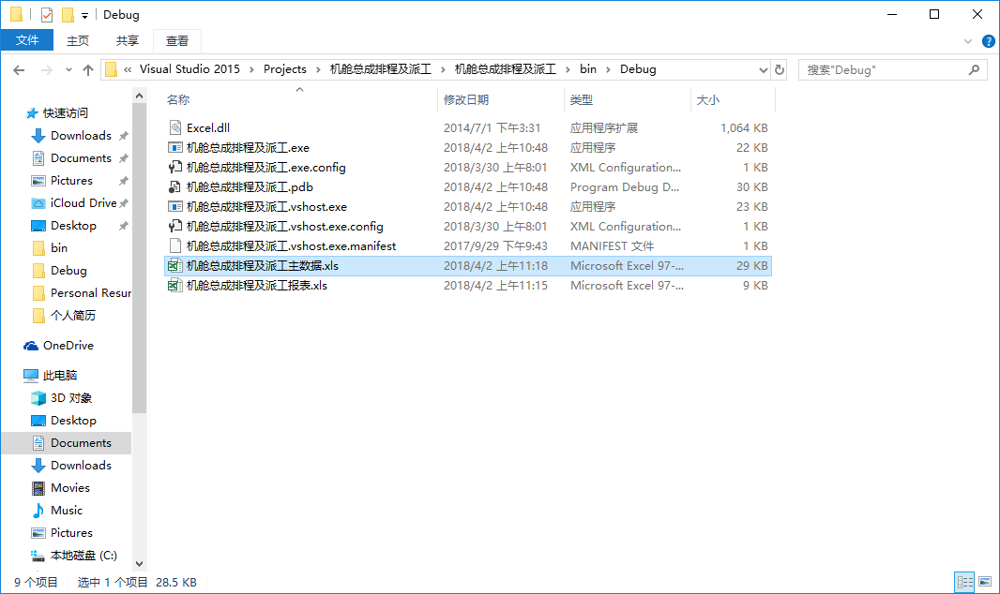 Debug
文件 主页 共享 查看
« Visual Studio 2015 › Projects › 机舱总成排程及派工 › 机舱总成排程及派工 › bin › Debug 搜索"Debug"
名称 修改日期 类型 大小
Excel.dll 2014/7/1 下午3:31 应用程序扩展 1,064 KB
机舱总成排程及派工.exe 2018/4/2 上午10:48 应用程序 22 KB
机舱总成排程及派工.exe.config 2018/3/30 上午8:01 XML Configuration... 1 KB
机舱总成排程及派工.pdb 2018/4/2 上午10:48 Program Debug D... 30 KB
机舱总成排程及派工.vshost.exe 2018/4/2 上午10:48 应用程序 23 KB
机舱总成排程及派工.vshost.exe.config 2018/3/30 上午8:01 XML Configuration... 1 KB
机舱总成排程及派工.vshost.exe.manifest 2017/9/29 下午9:43 MANIFEST 文件 1 KB
机舱总成排程及派工主数据.xls 2018/4/2 上午11:18 Microsoft Excel 97-... 29 KB
机舱总成排程及派工报表.xls 2018/4/2 上午11:15 Microsoft Excel 97-... 9 KB
快速访问
Downloads
Documents
Pictures
iCloud Drive
Desktop
bin
Debug
Personal Resur
个人简历
OneDrive
此电脑
3D 对象
Desktop
Documents
Downloads
Movies
Music
Pictures
本地磁盘 (C:)
9 个项目 选中 1 个项目 28.5 KB